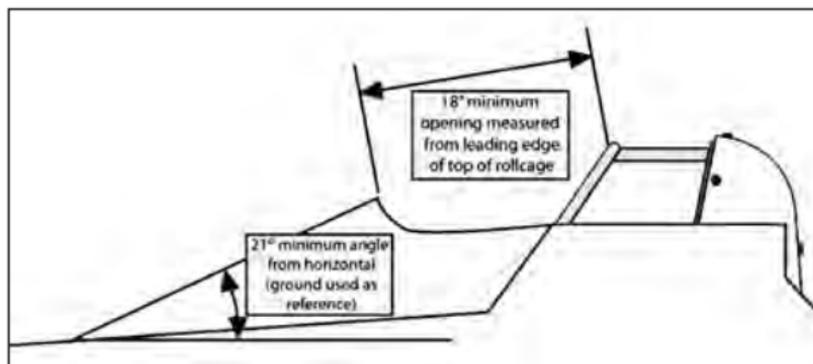 18" minimum
opening measured
from leading edge
of top of rollcage
21° minimum angle
from horizontal
(ground used as
reference)